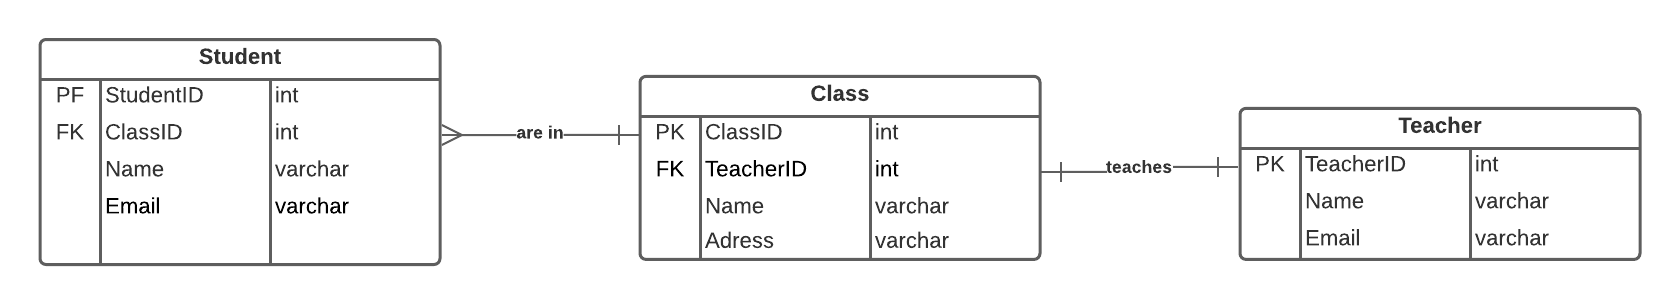 Student
PF StudentID int
FK ClassID int
Name varchar
Email varchar
are in
Class
PK ClassID int
FK TeacherID int
Name varchar
Adress varchar
teaches
Teacher
PK TeacherID int
Name varchar
Email varchar